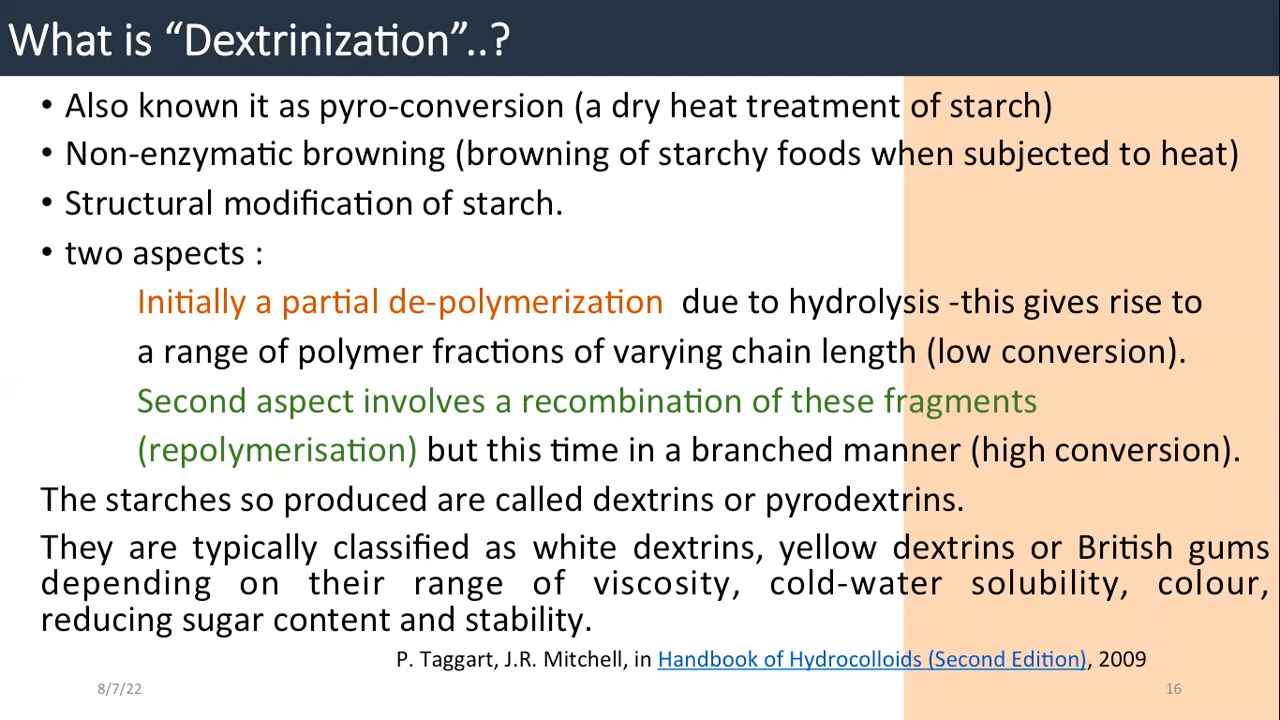 What is “Dextrinization”..?
• Also known it as pyro-conversion (a dry heat treatment of starch)
• Non-enzymatic browning (browning of starchy foods when subjected to heat)
• Structural modification of starch.
• two aspects :
Initially a partial de-polymerization due to hydrolysis -this gives rise to
a range of polymer fractions of varying chain length (low conversion).
Second aspect involves a recombination of these fragments
(repolymerisation) but this time in a branched manner (high conversion).
The starches so produced are called dextrins or pyrodextrins.
They are typically classified as white dextrins, yellow dextrins or British gums
depending on their range of viscosity, cold-water solubility, colour,
reducing sugar content and stability.
P. Taggart, J.R. Mitchell, in Handbook of Hydrocolloids (Second Edition), 2009
8/7/22
16